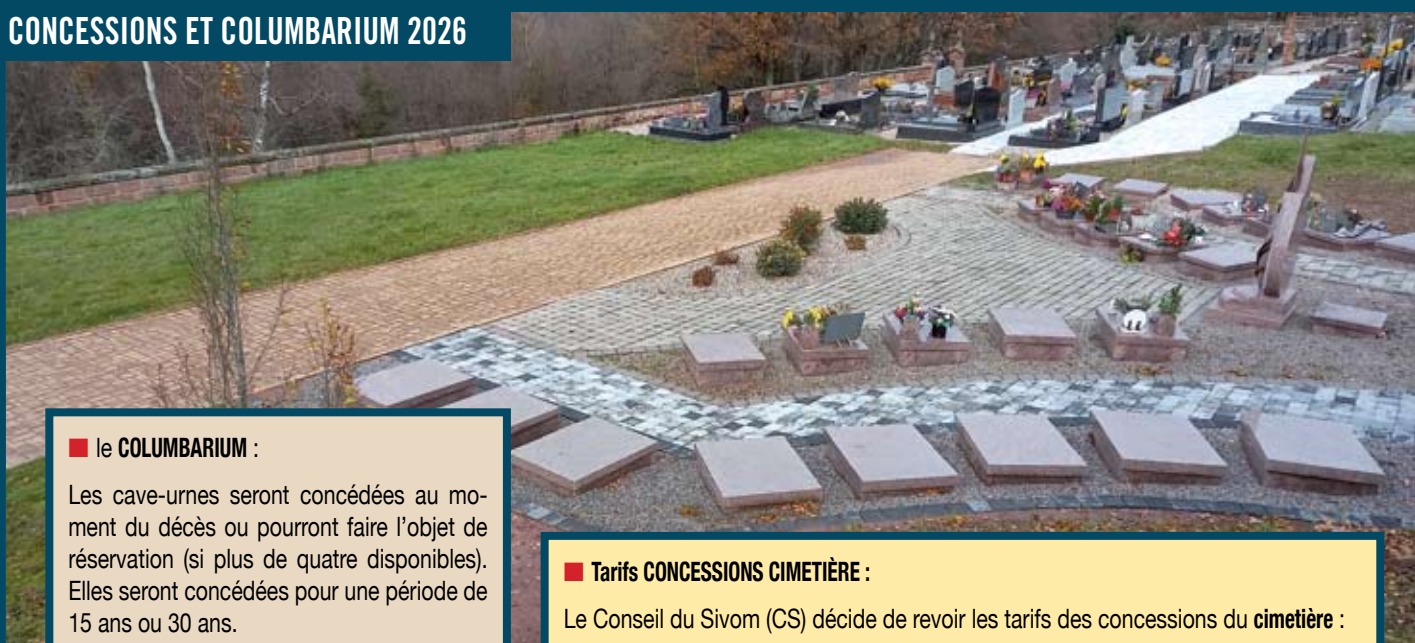 CONCESSIONS ET COLUMBARIUM 2026
■ le COLUMBARIUM :
Les cave-urnes seront concédées au mo-
ment du décès ou pourront faire l'objet de
réservation (si plus de quatre disponibles).
Elles seront concédées pour une période de
15 ans ou 30 ans.
■ Tarifs CONCESSIONS CIMETIÈRE :
Le Conseil du Sivom (CS) décide de revoir les tarifs des concessions du cimetière :